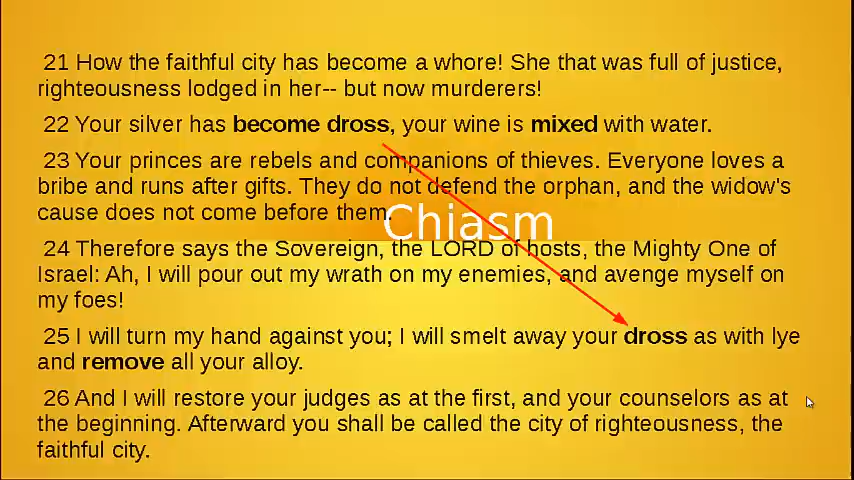 21 How the faithful city has become a whore! She that was full of justice,
righteousness lodged in her-- but now murderers!
22 Your silver has become dross, your wine is mixed with water.
23 Your princes are rebels and companions of thieves. Everyone loves a
bribe and runs after gifts. They do not defend the orphan, and the widow's
cause does not come before them.
Chiasm
24 Therefore says the Sovereign, the LORD of hosts, the Mighty One of
Israel: Ah, I will pour out my wrath on my enemies, and avenge myself on
my foes!
25 I will turn my hand against you; I will smelt away your dross as with lye
and remove all your alloy.
26 And I will restore your judges as at the first, and your counselors as at
the beginning. Afterward you shall be called the city of righteousness, the
faithful city.